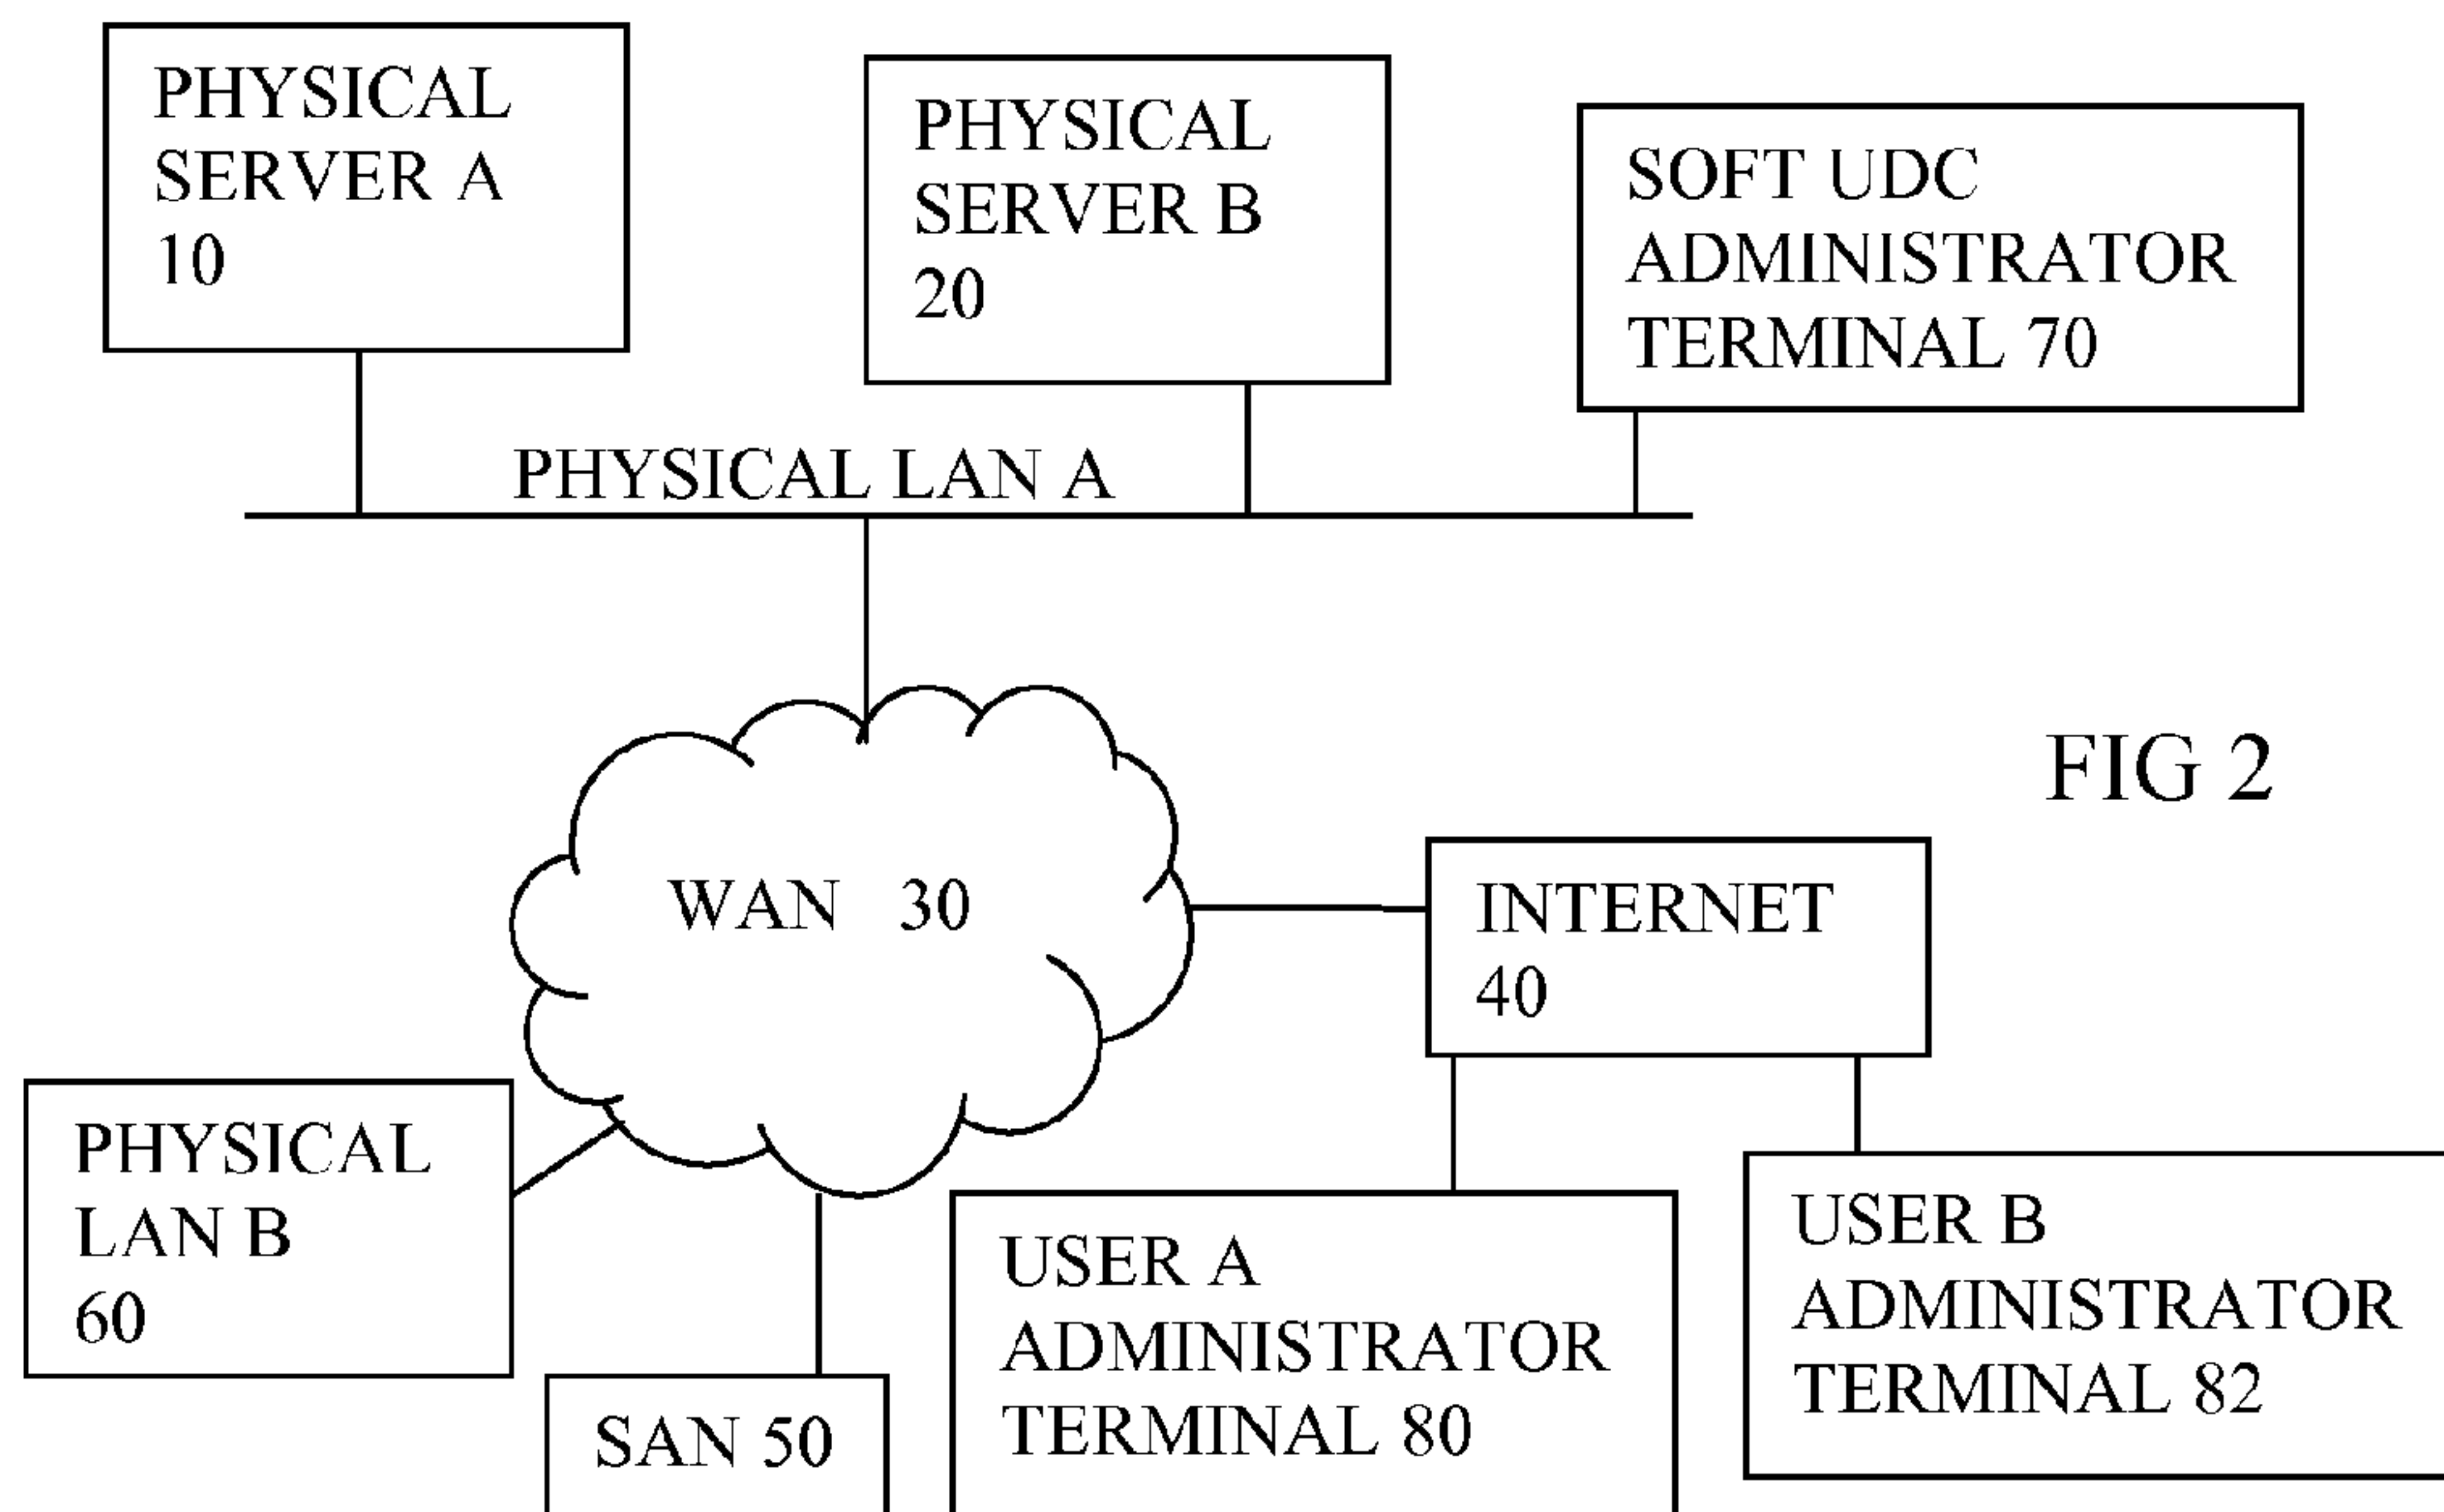 PHYSICAL
SERVER A
10
PHYSICAL
SERVER B
20
SOFT UDC
ADMINISTRATOR
TERMINAL 70
PHYSICAL LAN A
FIG 2
WAN 30
INTERNET
40
PHYSICAL
LAN B
60
SAN 50
USER A
ADMINISTRATOR
TERMINAL 80
USER B
ADMINISTRATOR
TERMINAL 82